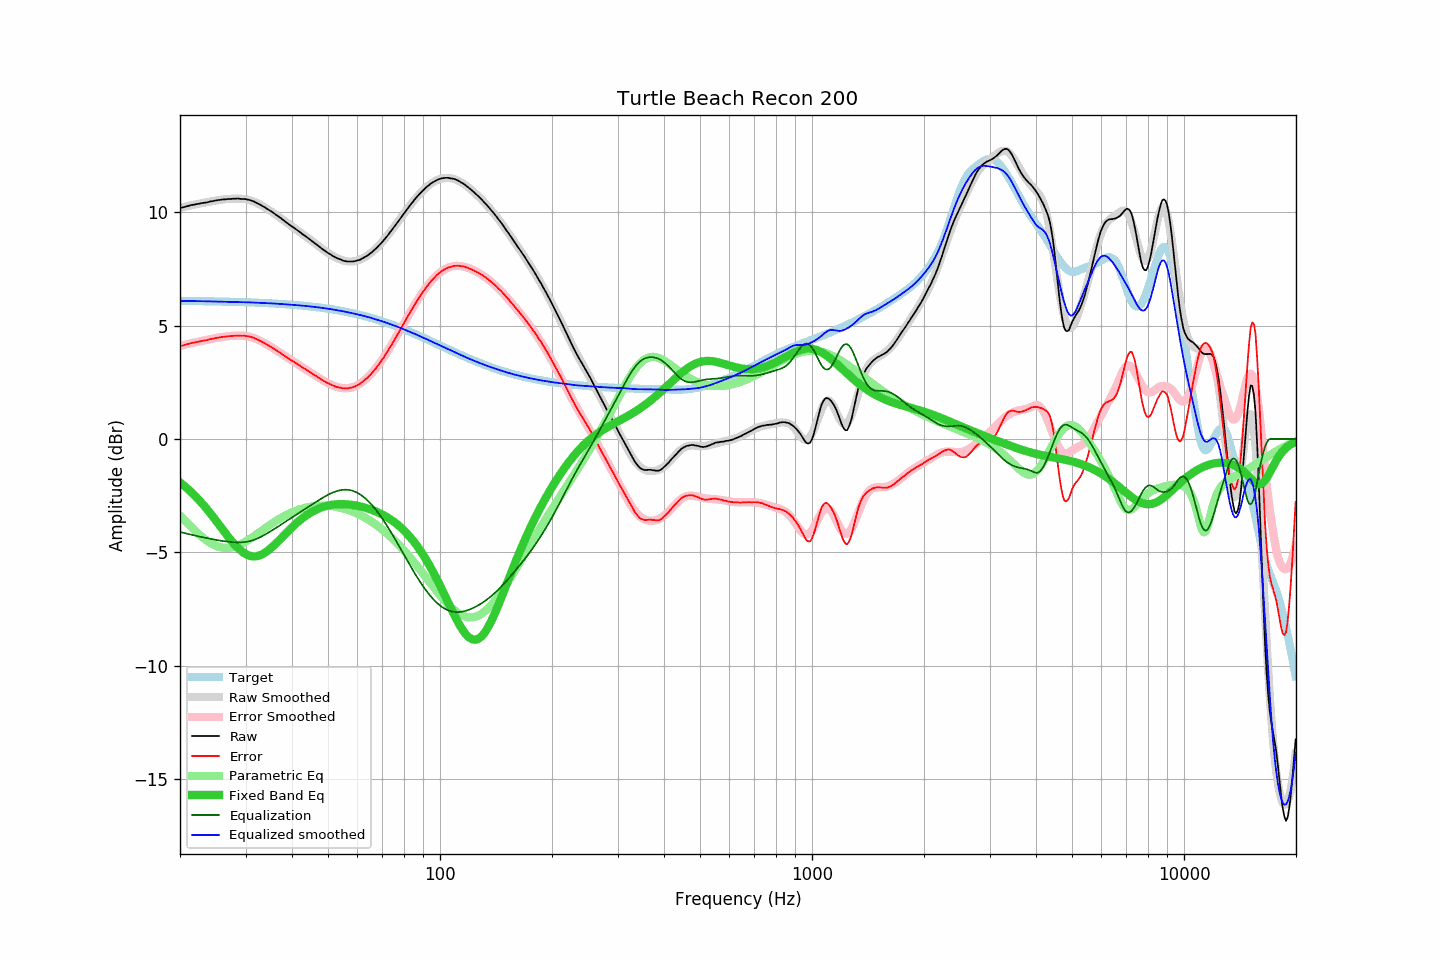 Turtle Beach Recon 200
Amplitude (dBr)
10
5
0
−5
−10
−15
Target
Raw Smoothed
Error Smoothed
Raw
Error
Parametric Eq
Fixed Band Eq
Equalization
Equalized smoothed
100
1000
10000
Frequency (Hz)